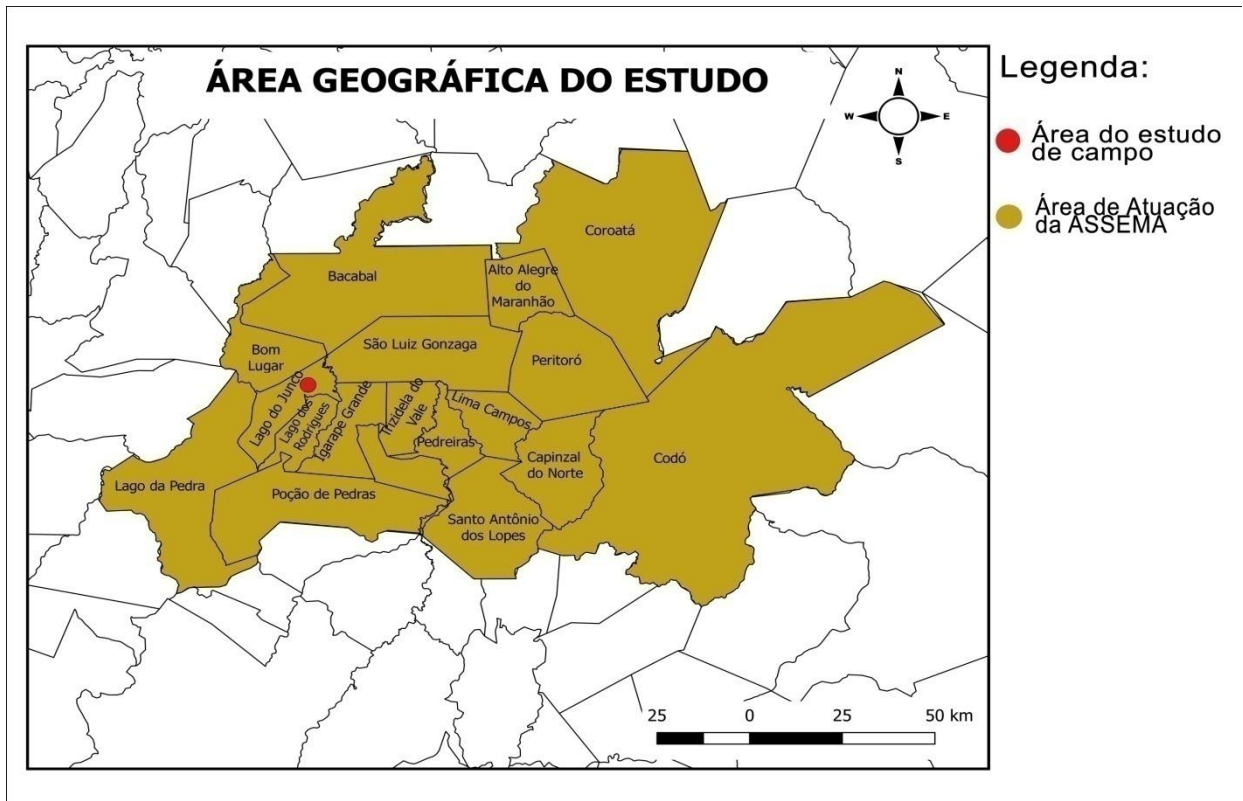 ÁREA GEOGRÁFICA DO ESTUDO
N
W
E
S
Legenda:
Área do estudo
de campo
Área de Atuação
da ASSEMA
Coroatá
Bacabal
Alto Alegre
do
Maranhão
Bom
Lugar
São Luiz Gonzaga
Peritoró
Lago do Junco
Lago dos
Rodrigues
Igarape Grande
Trizidela do
Vale
Lima Campos
Pedreiras
Capinzal
do Norte
Codó
Lago da Pedra
Poção de Pedras
Santo Antônio
dos Lopes
25 0 25 50 km